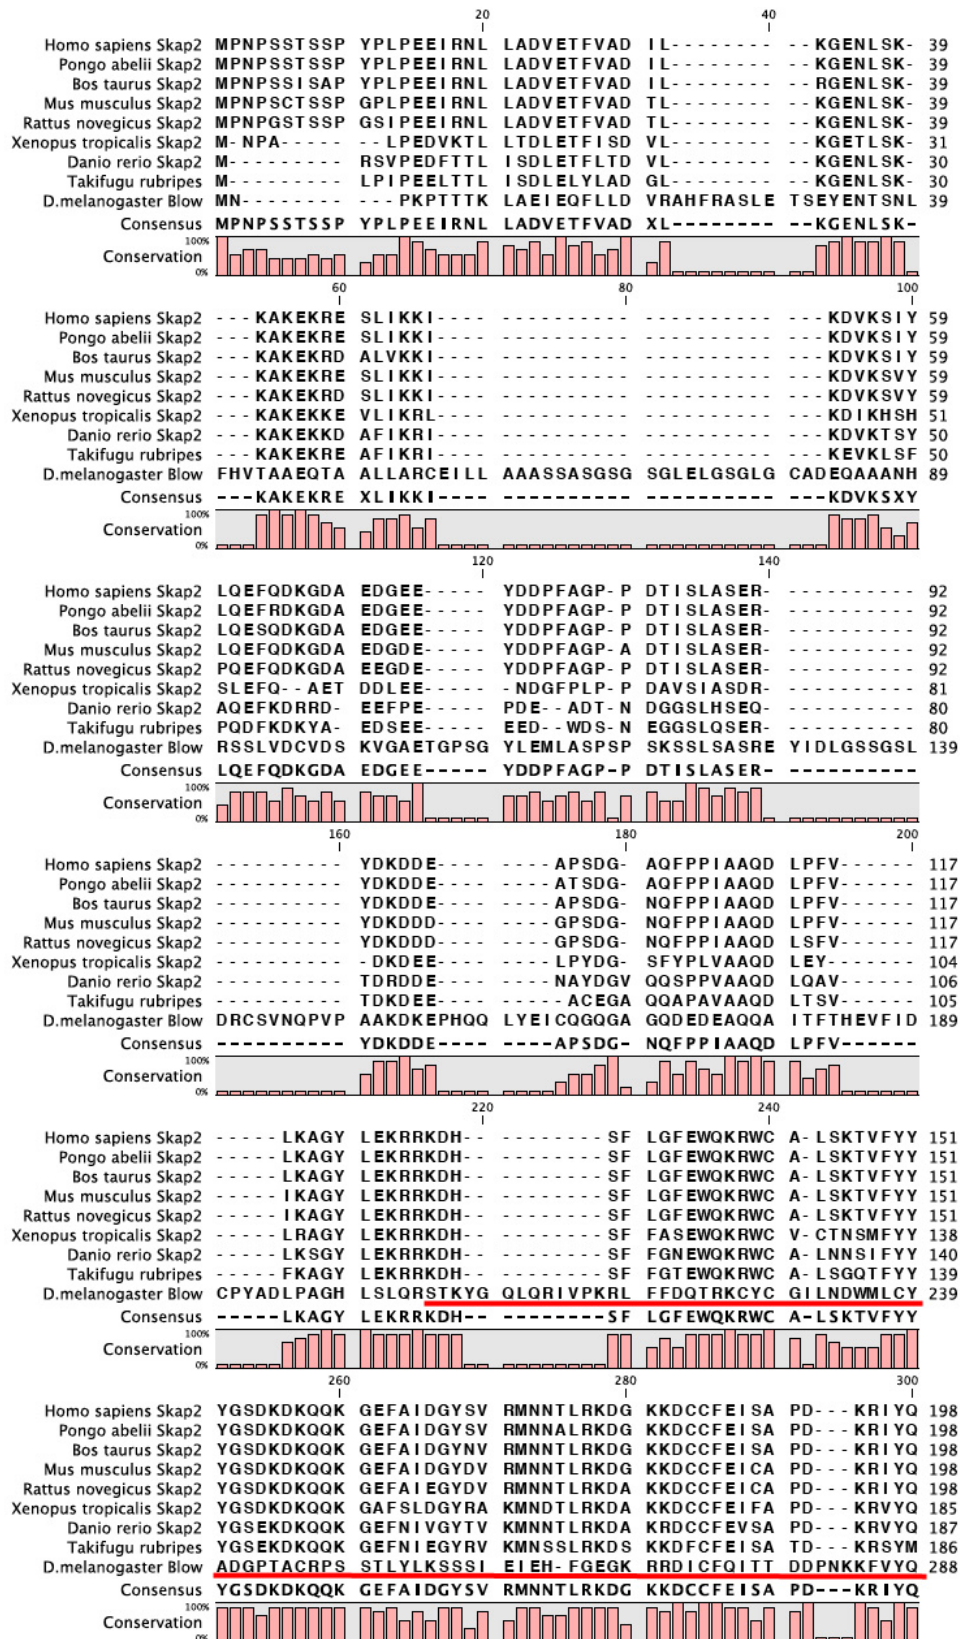 20 40
Homo sapiens Skap2 MPNPSSTSSP YPLPEEIRNL LADVETFVAD IL-------- --KGENLSK- 39
Pongo abelii Skap2 MPNPSSTSSP YPLPEEIRNL LADVETFVAD IL-------- --KGENLSK- 39
Bos taurus Skap2 MPNPSSISAP YPLPEEIRNL LADVETFVAD IL-------- --RGENLSK- 39
Mus musculus Skap2 MPNPSCTSSP GPLPEEIRNL LADVETFVAD TL-------- --KGENLSK- 39
Rattus novegicus Skap2 MPNPGSTSSP GSIPEEIRNL LADVETFVAD TL-------- --KGENLSK- 39
Xenopus tropicalis Skap2 M-NPA----- --LPEDVKTL LTDLETFISD VL-------- --KGETLSK- 31
Danio rerio Skap2 M--------- RSVPEDFTTL ISDLETFLTD VL-------- --KGENLSK- 30
Takifugu rubripes M--------- LPIPEELTTL ISDLELYLAD GL-------- --KGENLSK- 30
D.melanogaster Blow MN-------- ---PKPTTTK LAEIEQFLLD VRAHFRASLE TSEYENTSNL 39
Consensus MPNPSSTSSP YPLPEEIRNL LADVETFVAD XL-------- --KGENLSK-
100%
Conservation
0%
60 80 100
Homo sapiens Skap2 ---KAKEKRE SLIKKI---- ---------- ---------- ----KDVKSIY 59
Pongo abelii Skap2 ---KAKEKRE SLIKKI---- ---------- ---------- ----KDVKSIY 59
Bos taurus Skap2 ---KAKEKRD ALVKKI---- ---------- ---------- ----KDVKSIY 59
Mus musculus Skap2 ---KAKEKRE SLIKKI---- ---------- ---------- ----KDVKSVY 59
Rattus novegicus Skap2 ---KAKEKRD SLIKKI---- ---------- ---------- ----KDVKSVY 59
Xenopus tropicalis Skap2 ---KAKEKKE VLIKRL---- ---------- ---------- ----KDIKHSH 51
Danio rerio Skap2 ---KAKEKKD AFIKRI---- ---------- ---------- ----KDVKTSY 50
Takifugu rubripes ---KAKEKRE AFIKRI---- ---------- ---------- ----KEVKLSF 50
D.melanogaster Blow FHVTAAEQTA ALLARCEILL AAASSASGSG SGLELGSGLG CADEQAAANH 89
Consensus ---KAKEKRE XLIKKI---- ---------- ---------- ----KDVKSXY
100%
Conservation
0%
120 140
Homo sapiens Skap2 LQEFQDKGDA EDGEE----- YDDPFAGP-P DTISLASER- ---------- 92
Pongo abelii Skap2 LQEFRDKGDA EDGEE----- YDDPFAGP-P DTISLASER- ---------- 92
Bos taurus Skap2 LQESQDKGDA EDGEE----- YDDPFAGP-P DTISLASER- ---------- 92
Mus musculus Skap2 LQEFQDKGDA EDGDE----- YDDPFAGP-A DTISLASER- ---------- 92
Rattus novegicus Skap2 PQEFQDKGDA EEGDE----- YDDPFAGP-P DTISLASER- ---------- 92
Xenopus tropicalis Skap2 SLEFQ--AET DDLEE----- -NDGFPLP-P DAVSIASDR- ---------- 81
Danio rerio Skap2 AQEFKDRRD- EEFPE----- PDE--ADT-N DGGSLHSEQ- ---------- 80
Takifugu rubripes PQDFKDKYA- EDSEE----- EED--WDS-N EGGSLQSER- ---------- 80
D.melanogaster Blow RSSLVDCVDS KVGAETGPSG YLEMLASPSP SKSSLSASRE YIDLGSSGSL 139
Consensus LQEFQDKGDA EDGEE----- YDDPFAGP-P DTISLASER- ----------
100%
Conservation
0%
160 180 200
Homo sapiens Skap2 ---------- YDKDDE---- ----APSDG- AQFPPIAAQD LPFV------ 117
Pongo abelii Skap2 ---------- YDKDDE---- ----ATSDG- AQFPPIAAQD LPFV------ 117
Bos taurus Skap2 ---------- YDKDDE---- ----APSDG- NQFPPIAAQD LPFV------ 117
Mus musculus Skap2 ---------- YDKDDD---- ----GPSDG- NQFPPIAAQD LPFV------ 117
Rattus novegicus Skap2 ---------- YDKDDD---- ----GPSDG- NQFPPIAAQD LSFV------ 117
Xenopus tropicalis Skap2 ---------- -DKDEE---- ----LPYDG- SFYPLVAAQD LEY------- 104
Danio rerio Skap2 ---------- TDRDDE---- ----NAYDGV QQSPPVAAQD LQAV------ 106
Takifugu rubripes ---------- TDKDEE---- -----ACEGA QQAPAVAAQD LTSV------ 105
D.melanogaster Blow DRCSVNQPVP AAKDKEPHQQ LYEICQGQGA GQDEDEAQQA ITFTHEVFID 189
Consensus ---------- YDKDDE---- ----APSDG- NQFPPIAAQD LPFV------
100%
Conservation
0%
220 240
Homo sapiens Skap2 -----LKAGY LEKRRKDH-- --------SF LGFEWQKRWC A-LSKTVFYY 151
Pongo abelii Skap2 -----LKAGY LEKRRKDH-- --------SF LGFEWQKRWC A-LSKTVFYY 151
Bos taurus Skap2 -----LKAGY LEKRRKDH-- --------SF LGFEWQKRWC A-LSKTVFYY 151
Mus musculus Skap2 -----IKAGY LEKRRKDH-- --------SF LGFEWQKRWC A-LSKTVFYY 151
Rattus novegicus Skap2 -----IKAGY LEKRRKDH-- --------SF LGFEWQKRWC A-LSKTVFYY 151
Xenopus tropicalis Skap2 -----LRAGY LEKRRKDH-- --------SF FASEWQKRWC V-CTNSMFYY 138
Danio rerio Skap2 -----LKSGY LEKRRKDH-- --------SF FGNEWQKRWC A-LNNSIFYY 140
Takifugu rubripes -----FKAGY LEKRRKDH-- --------SF FGTEWQKRWC A-LSGQTFYY 139
D.melanogaster Blow CPYADLPAGH LSLQRSTKYG QLQRIVPKRL FFDQTRKCYC GILNDWMLCY 239
Consensus -----LKAGY LEKRRKDH-- --------SF LGFEWQKRWC A-LSKTVFYY
100%
Conservation
0%
260 280 300
Homo sapiens Skap2 YGSDKDKQQK GEFAIDGYSV RMNNTLRKDG KKDCCFEISA PD---KRIYQ 198
Pongo abelii Skap2 YGSDKDKQQK GEFAIDGYSV RMNNALRKDG KKDCCFEISA PD---KRIYQ 198
Bos taurus Skap2 YGSDKDKQQK GEFAIDGYNV RMNNTLRKDG KKDCCFEISA PD---KRIYQ 198
Mus musculus Skap2 YGSDKDKQQK GEFAIDGYDV RMNNTLRKDG KKDCCFEICA PD---KRIYQ 198
Rattus novegicus Skap2 YGSDKDKQQK GEFAIEGYDV RMNNTLRKDA KKDCCFEICA PD---KRIYQ 198
Xenopus tropicalis Skap2 YGSDKDKQQK GAFSLDGYRA KMNDTLRKDA KKDCCFEIFA PD---KRVYQ 185
Danio rerio Skap2 YGSEKDKQQK GEFNIVGYTV KMNNTLRKDA KRDCCFEVSA PD---KRVYQ 187
Takifugu rubripes YGSEKDKQQK GEFNIEGYRV KMNSSLRKDS KKDCCFEISA TD---KRSYM 186
D.melanogaster Blow ADGPTACRPS STLYLKSSSI EIEH-FGEGK RRDICFQITT DDPNKKFVYQ 288
Consensus YGSDKDKQQK GEFAIDGYSV RMNNTLRKDG KKDCCFEISA PD---KRIYQ
100%
Conservation
0%